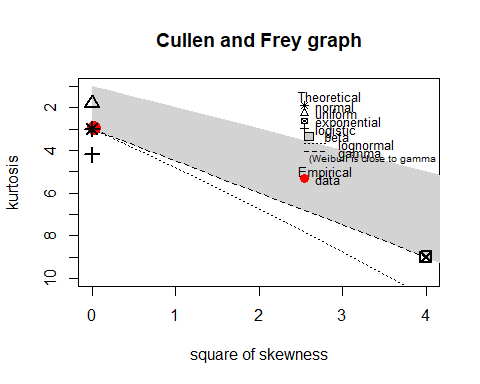 Cullen and Frey graph
kurtosis
2
4
6
8
10
Theoretical
normal
uniform
exponential
logistic
beta
lognormal
gamma
(Weibull is close to gamma
Empirical
data
0
1
2
3
4
square of skewness